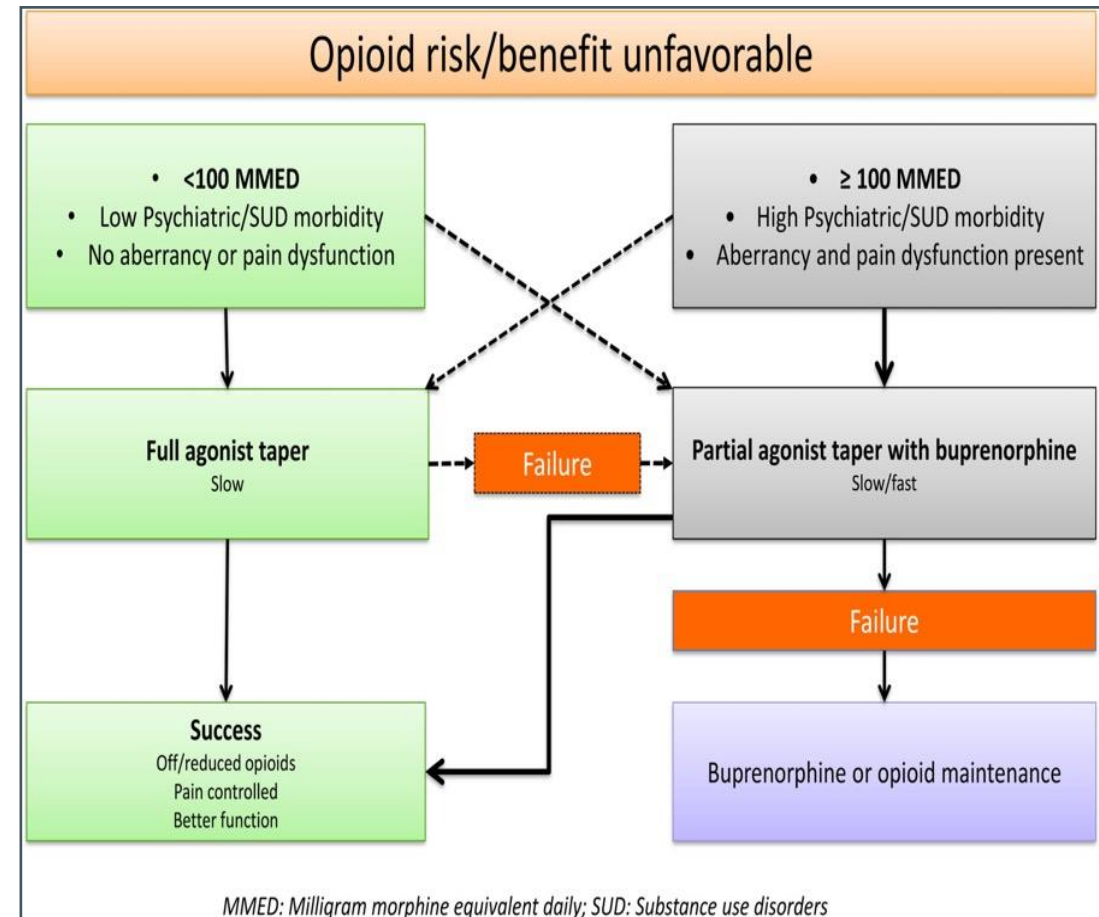 Opioid risk/benefit unfavorable
• <100 MMED
• Low Psychiatric/SUD morbidity
• No aberrancy or pain dysfunction
• ≥ 100 MMED
• High Psychiatric/SUD morbidity
• Aberrancy and pain dysfunction present
Full agonist taper
Slow
Failure
Partial agonist taper with buprenorphine
Slow/fast
Failure
Success
Off/reduced opioids
Pain controlled
Better function
Buprenorphine or opioid maintenance
MMED: Milligram morphine equivalent daily; SUD: Substance use disorders